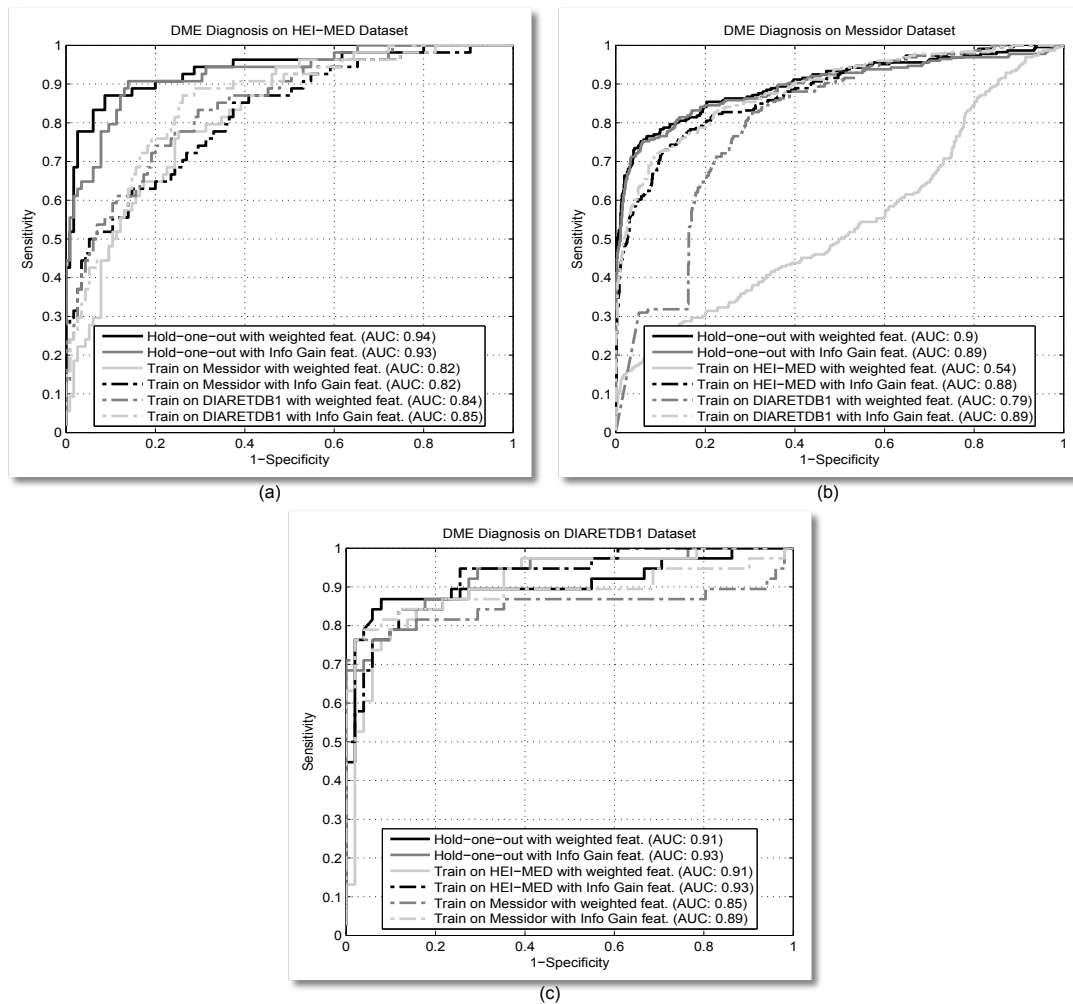 DME Diagnosis on HEI−MED Dataset
1
0.9
0.8
0.7
0.6
0.5
0.4
0.3
0.2
0.1
0
Sensitivity
Hold−one−out with weighted feat. (AUC: 0.94)
Hold−one−out with Info Gain feat. (AUC: 0.93)
Train on Messidor with weighted feat. (AUC: 0.82)
Train on Messidor with Info Gain feat. (AUC: 0.82)
Train on DIARETDB1 with weighted feat. (AUC: 0.84)
Train on DIARETDB1 with Info Gain feat. (AUC: 0.85)
0 0.2 0.4 0.6 0.8 1
1−Specificity
(a)
DME Diagnosis on Messidor Dataset
1
0.9
0.8
0.7
0.6
0.5
0.4
0.3
0.2
0.1
0
Sensitivity
Hold−one−out with weighted feat. (AUC: 0.9)
Hold−one−out with Info Gain feat. (AUC: 0.89)
Train on HEI−MED with weighted feat. (AUC: 0.54)
Train on HEI−MED with Info Gain feat. (AUC: 0.88)
Train on DIARETDB1 with weighted feat. (AUC: 0.79)
Train on DIARETDB1 with Info Gain feat. (AUC: 0.89)
0 0.2 0.4 0.6 0.8 1
1−Specificity
(b)
DME Diagnosis on DIARETDB1 Dataset
1
0.9
0.8
0.7
0.6
0.5
0.4
0.3
0.2
0.1
0
Sensitivity
Hold−one−out with weighted feat. (AUC: 0.91)
Hold−one−out with Info Gain feat. (AUC: 0.93)
Train on HEI−MED with weighted feat. (AUC: 0.91)
Train on HEI−MED with Info Gain feat. (AUC: 0.93)
Train on Messidor with weighted feat. (AUC: 0.85)
Train on Messidor with Info Gain feat. (AUC: 0.89)
0 0.2 0.4 0.6 0.8 1
1−Specificity
(c)